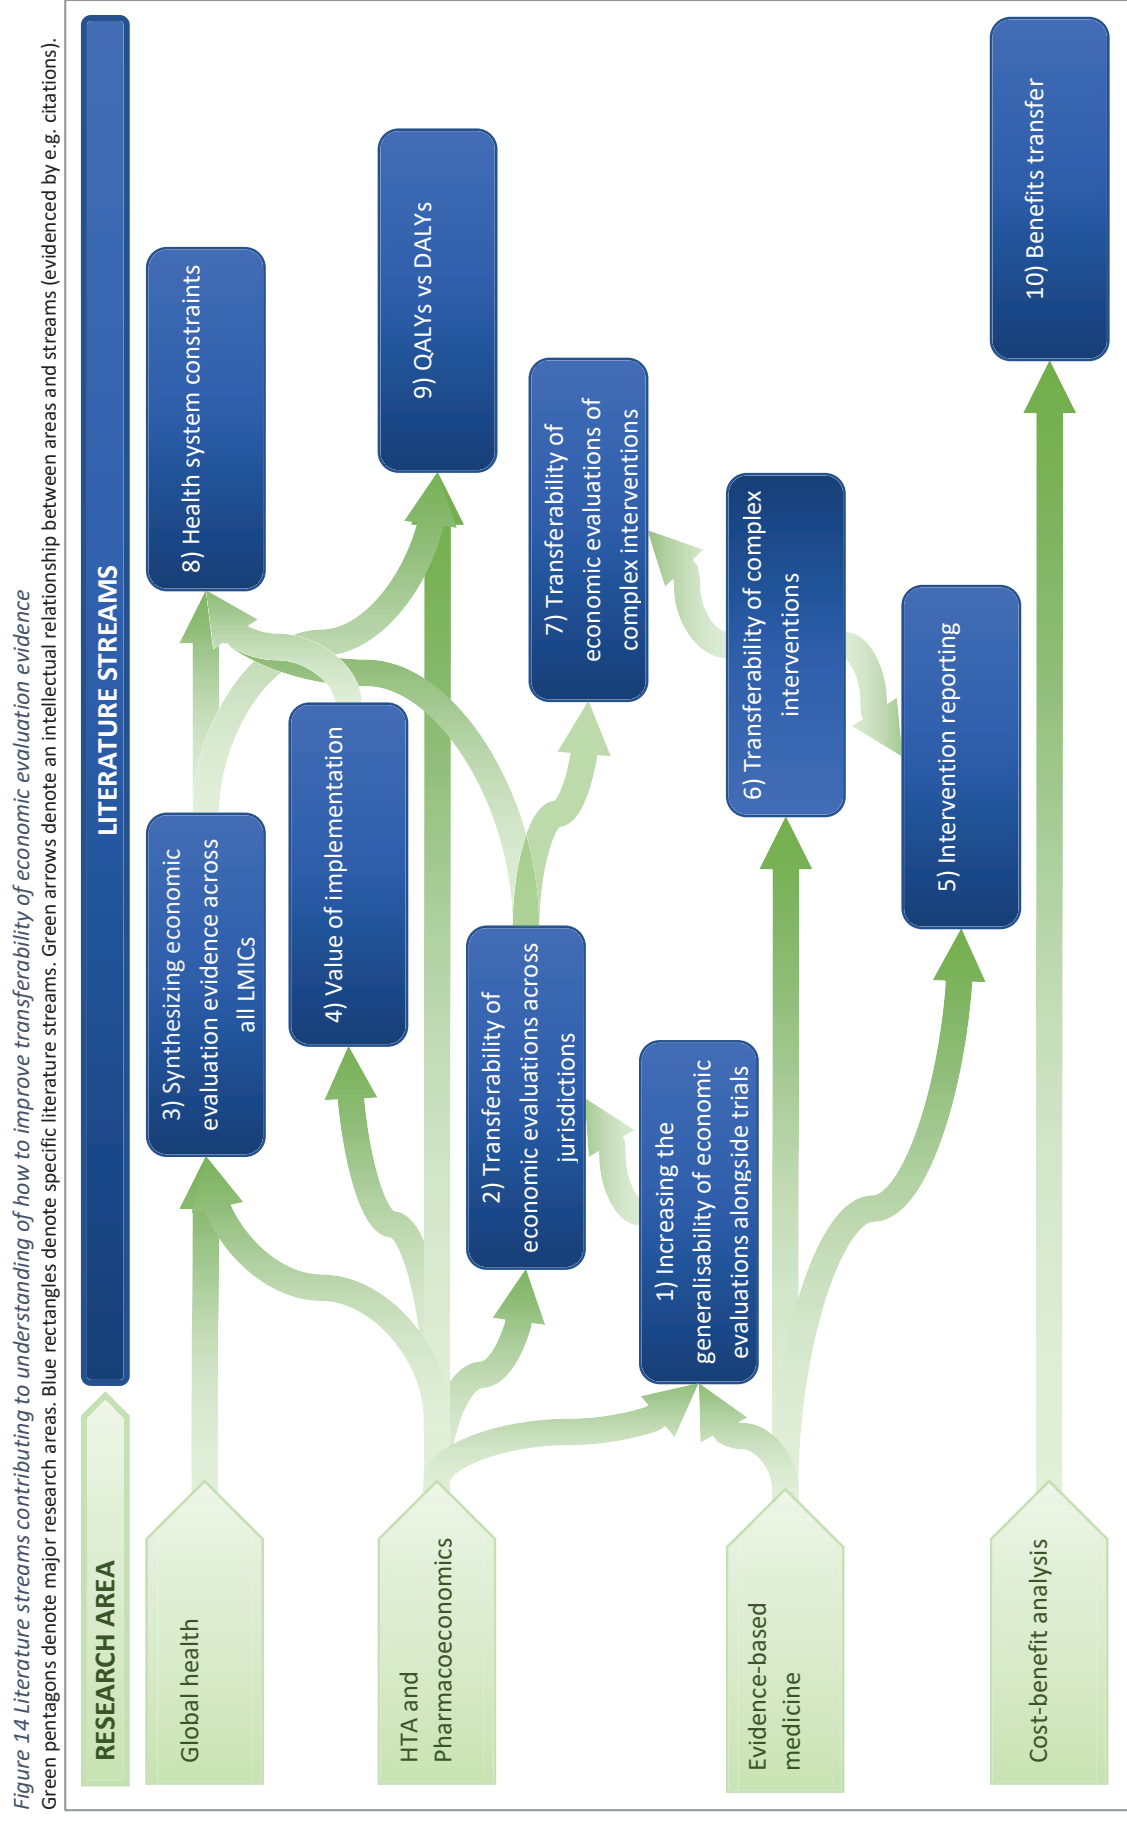 Figure 14 Literature streams contributing to understanding of how to improve transferability of economic evaluation evidence
Green pentagons denote major research areas. Blue rectangles denote specific literature streams. Green arrows denote an intellectual relationship between areas and streams (evidenced by e.g. citations).
RESEARCH AREA
LITERATURE STREAMS
Global health
3) Synthesizing economic
evaluation evidence across
all LMICs
8) Health system constraints
4) Value of implementation
HTA and
Pharmacoeconomics
9) QALYs vs DALYs
2) Transferability of
economic evaluations across
jurisdictions
7) Transferability of
economic evaluations of
complex interventions
1) Increasing the
generalisability of economic
evaluations alongside trials
Evidence-based
medicine
6) Transferability of complex
interventions
5) Intervention reporting
Cost-benefit analysis
10) Benefits transfer